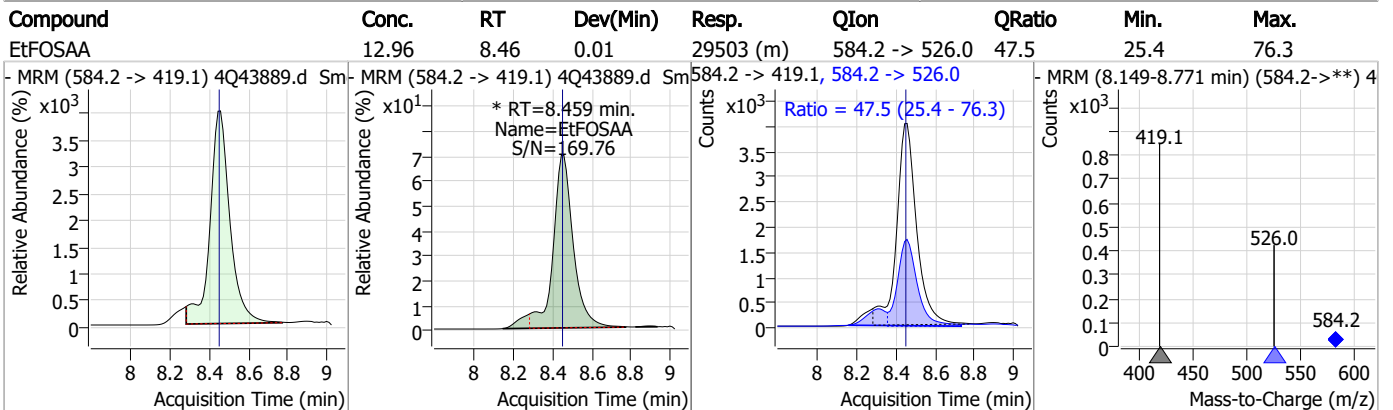 Compound Conc. RT Dev(Min) Resp. QIon QRatio Min. Max.
EtFOSAA 12.96 8.46 0.01 29503 (m) 584.2 -> 526.0 47.5 25.4 76.3
- MRM (584.2 -> 419.1) 4Q43889.d Sm
x10³
Relative Abundance (%)
3.5
3
2.5
2
1.5
1
0.5
0
8 8.2 8.4 8.6 8.8 9
Acquisition Time (min)
- MRM (584.2 -> 419.1) 4Q43889.d Sm
x10¹
* RT=8.459 min.
Name=EtFOSAA
S/N=169.76
Relative Abundance (%)
7
6
5
4
3
2
1
0
8 8.2 8.4 8.6 8.8 9
Acquisition Time (min)
584.2 -> 419.1, 584.2 -> 526.0
x10³
Ratio = 47.5 (25.4 - 76.3)
Counts
3.5
3
2.5
2
1.5
1
0.5
0
8 8.2 8.4 8.6 8.8 9
Acquisition Time (min)
- MRM (8.149-8.771 min) (584.2->**) 4
x10³
Counts
419.1
526.0
584.2
0.8
0.7
0.6
0.5
0.4
0.3
0.2
0.1
0
400 450 500 550 600
Mass-to-Charge (m/z)